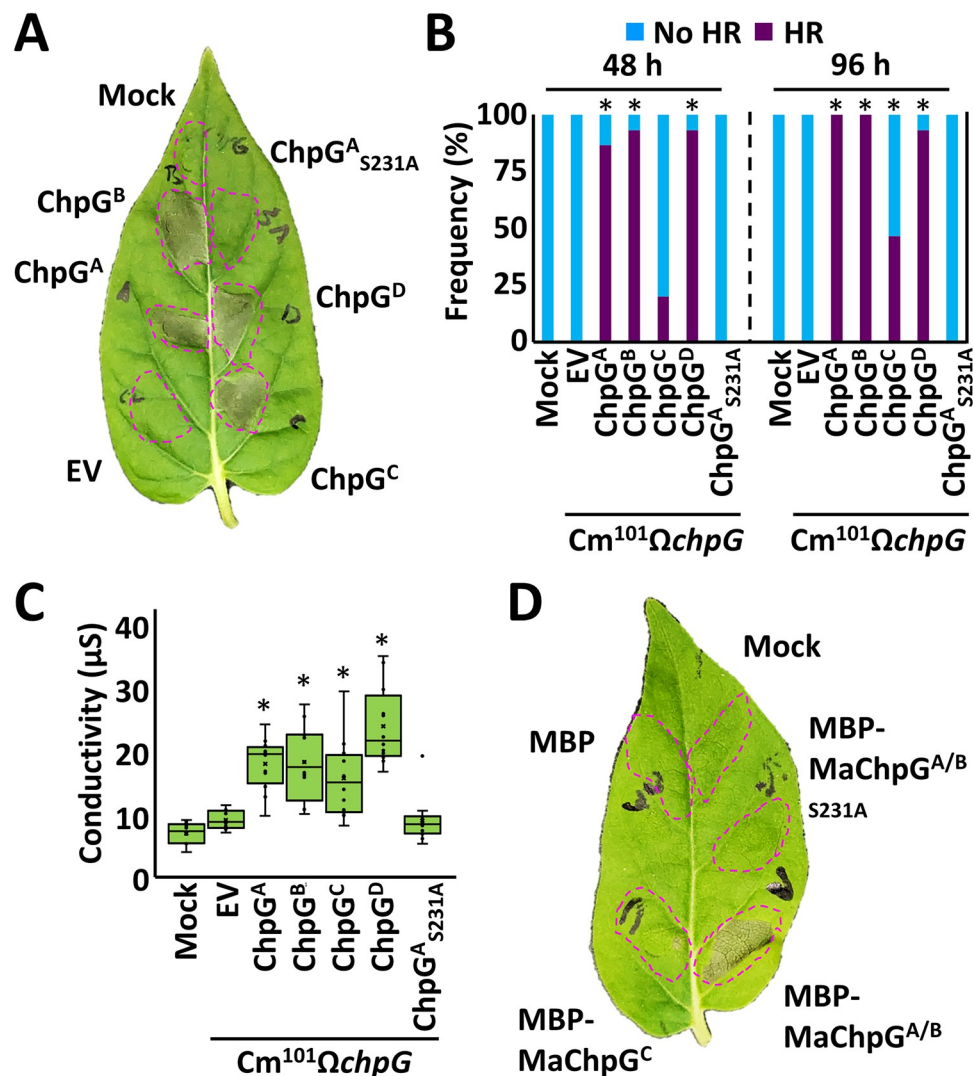 A
Mock
ChpGᴬS231A
ChpGᴮ
ChpGᴬ
ChpGᴰ
D
EV
ChpGᶜ
B
No HR HR
48 h 96 h
* * * * * * *
Frequency (%)
100
75
50
25
0
Mock
EV
ChpGᴬ
ChpGᴮ
ChpGᶜ
ChpGᴰ
ChpGᴬS231A
Mock
EV
ChpGᴬ
ChpGᴮ
ChpGᶜ
ChpGᴰ
ChpGᴬS231A
Cm¹⁰¹ΩchpG Cm¹⁰¹ΩchpG
C
Conductivity (µS)
40
30
20
10
0
* * * *
Mock
EV
ChpGᴬ
ChpGᴮ
ChpGᶜ
ChpGᴰ
ChpGᴬS231A
Cm¹⁰¹ΩchpG
D
Mock
MBP
MBP-
MaChpGᴬ/ᴮ
S231A
MBP-
MaChpGᶜ
MBP-
MaChpGᴬ/ᴮ